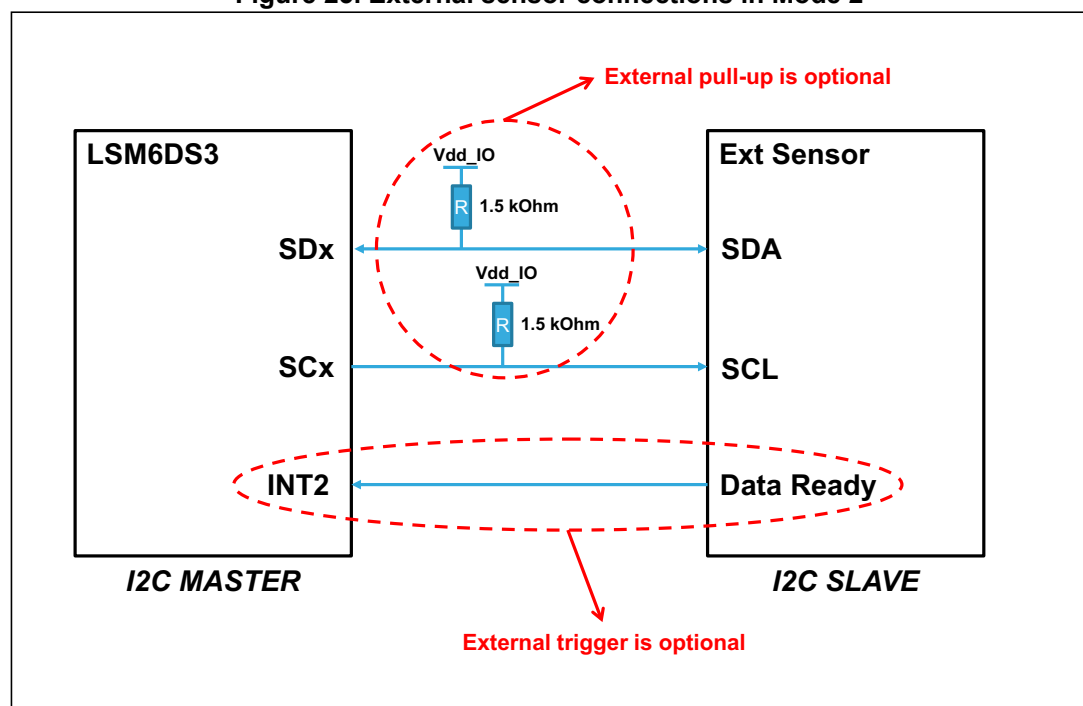 External pull-up is optional
LSM6DS3
Ext Sensor
Vdd_IO
R
1.5 kOhm
SDx
SDA
Vdd_IO
R
1.5 kOhm
SCx
SCL
INT2
Data Ready
I2C MASTER
I2C SLAVE
External trigger is optional